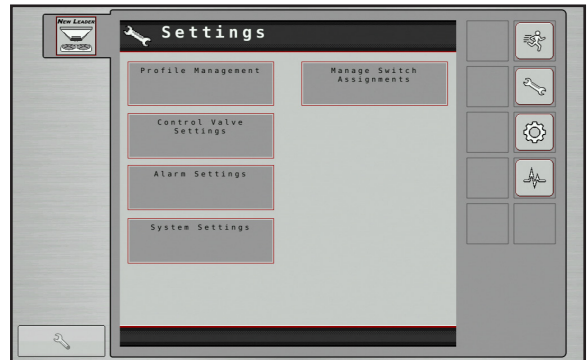 New Leader
Settings
Profile Management
Manage Switch
Assignments
Control Valve
Settings
Alarm Settings
System Settings